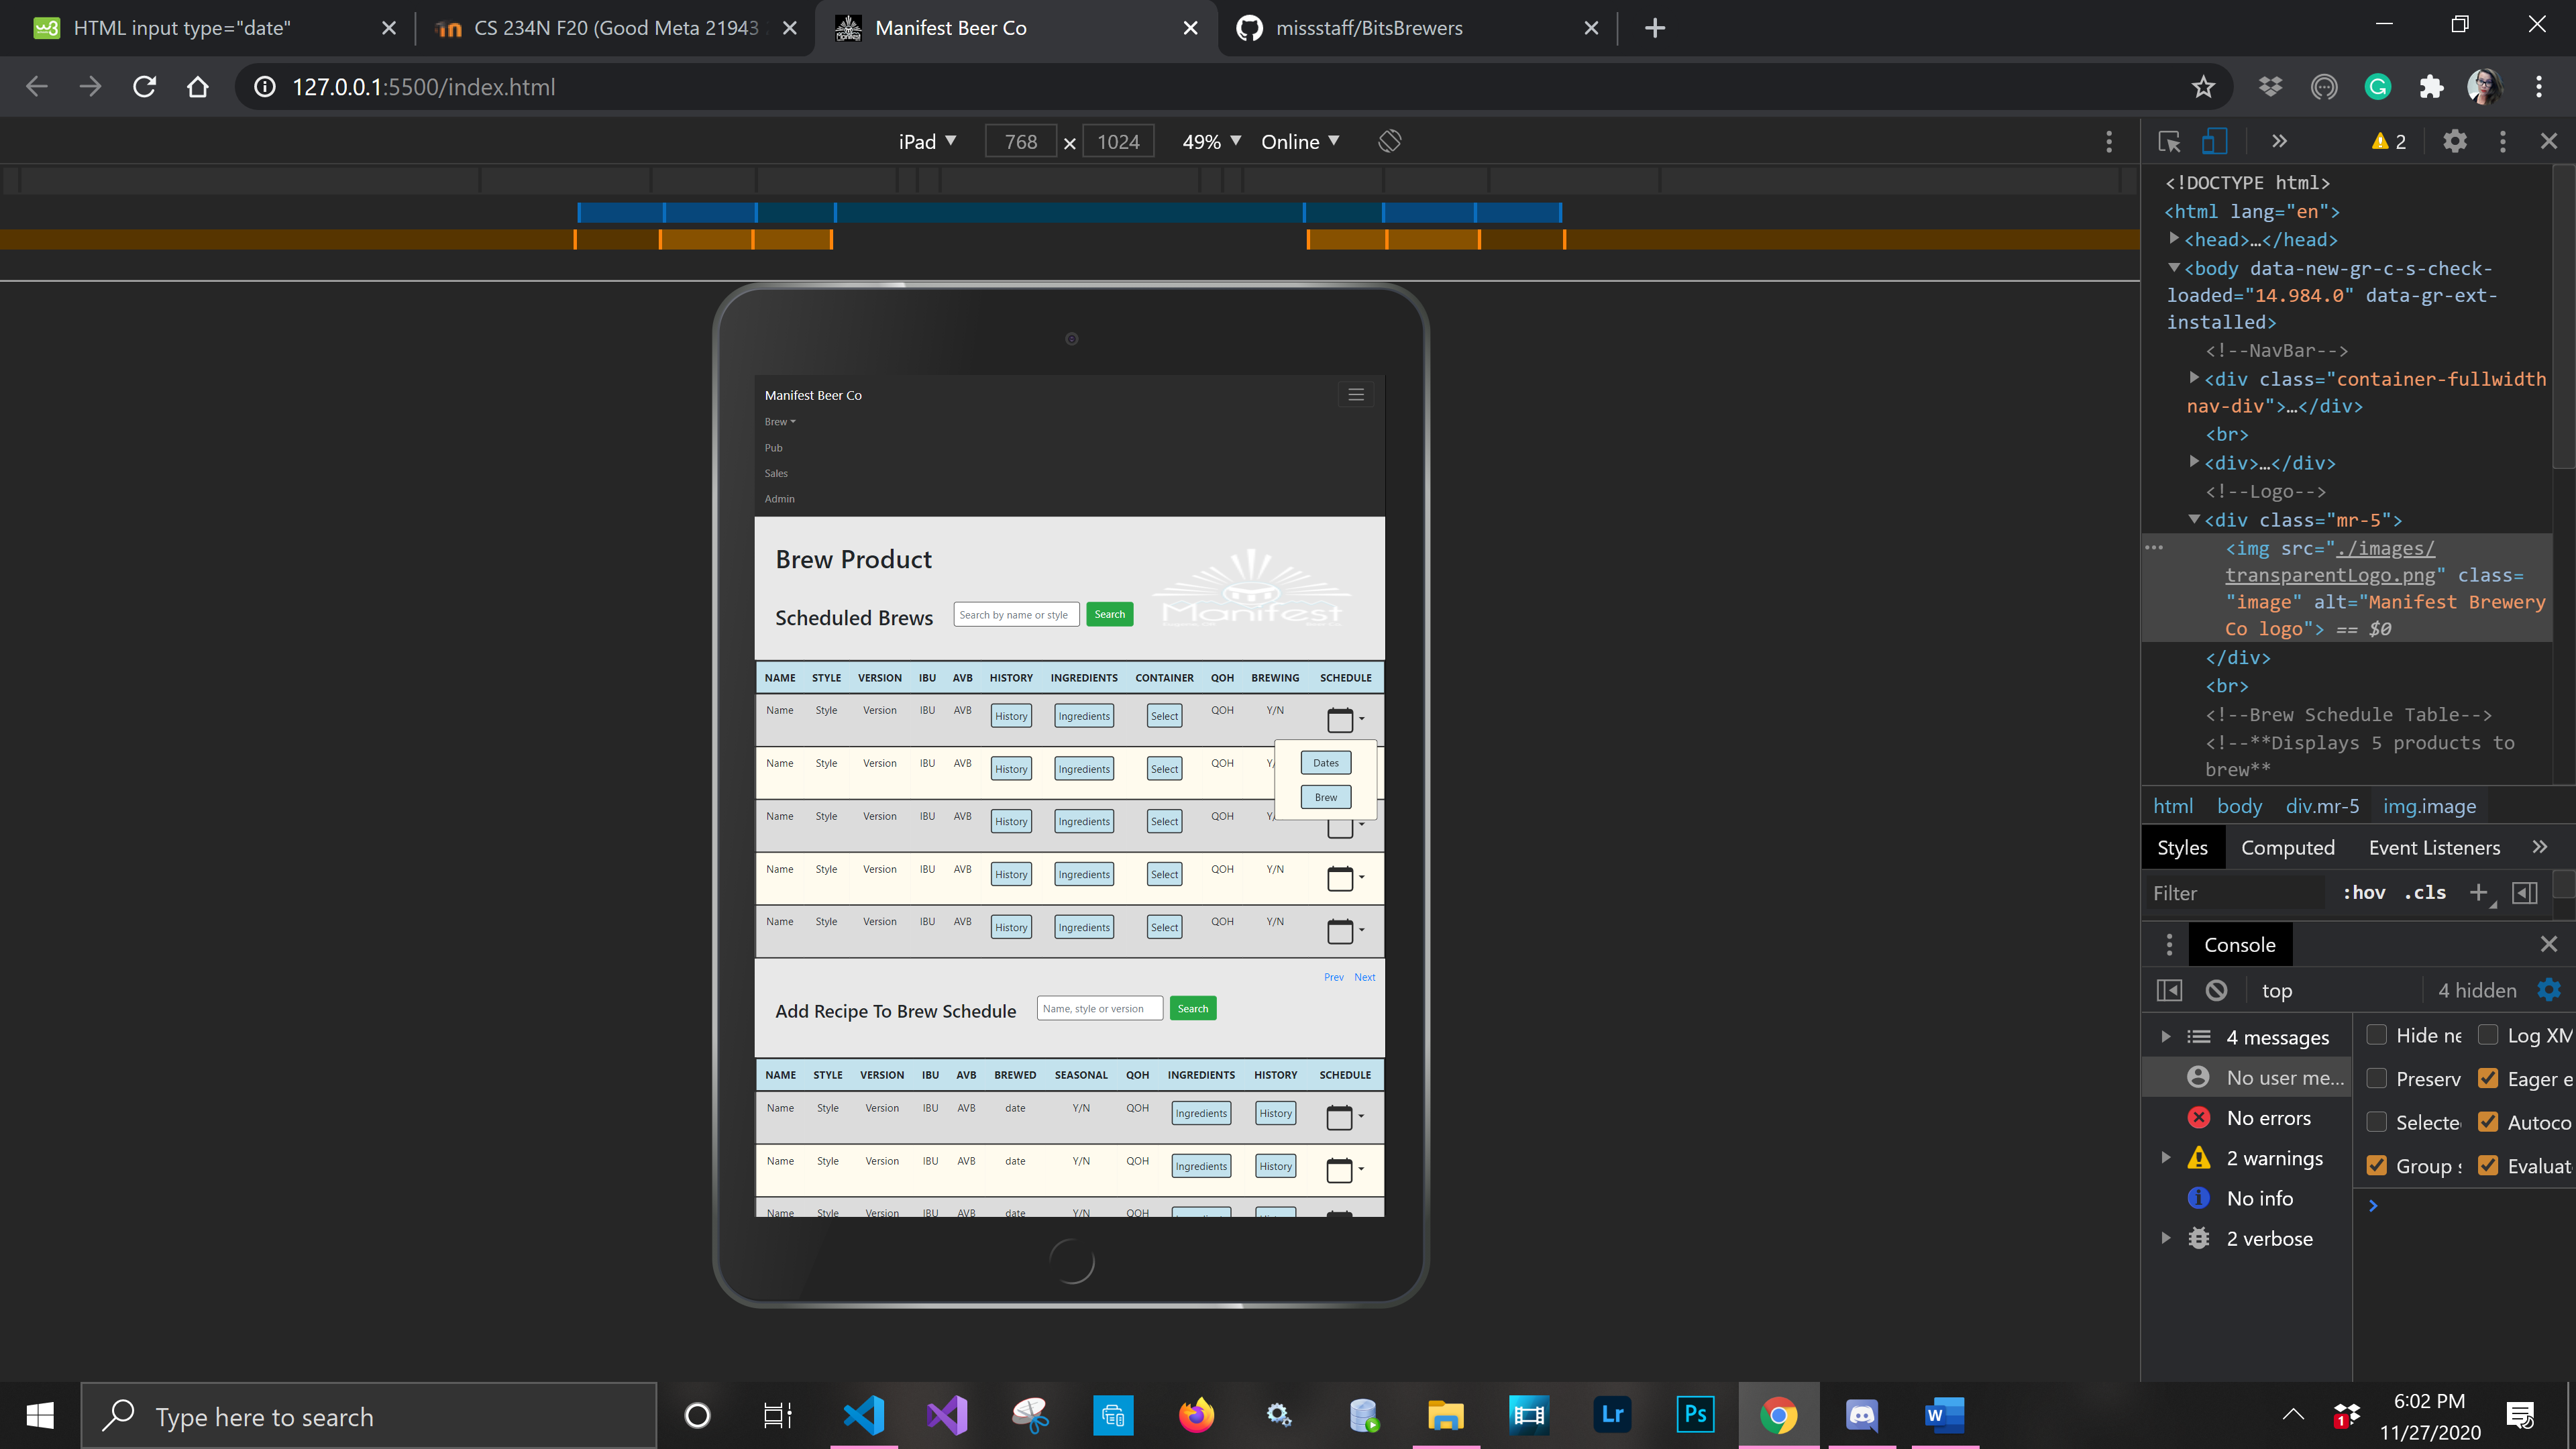 HTML input type="date"
CS 234N F20 (Good Meta 21943
Manifest Beer Co
missstaff/BitsBrewers
127.0.0.1:5500/index.html
iPad 768 × 1024 49% Online
2
Manifest Beer Co
Brew
Pub
Sales
Admin
Brew Product
Scheduled Brews Search by name or style Search
Manifest
NAME STYLE VERSION IBU AVB HISTORY INGREDIENTS CONTAINER QOH BREWING SCHEDULE
Name Style Version IBU AVB History Ingredients Select QOH Y/N
Name Style Version IBU AVB History Ingredients Select QOH Y/
Dates
Brew
Name Style Version IBU AVB History Ingredients Select QOH Y/
Name Style Version IBU AVB History Ingredients Select QOH Y/N
Name Style Version IBU AVB History Ingredients Select QOH Y/N
Prev Next
Add Recipe To Brew Schedule Name, style or version Search
NAME STYLE VERSION IBU AVB BREWED SEASONAL QOH INGREDIENTS HISTORY SCHEDULE
Name Style Version IBU AVB date Y/N QOH Ingredients History
Name Style Version IBU AVB date Y/N QOH Ingredients History
Name Style Version IBU AVB date Y/N QOH
<!DOCTYPE html>
<html lang="en">
<head>…</head>
<body data-new-gr-c-s-check-
loaded="14.984.0" data-gr-ext-
installed>
<!--NavBar-->
<div class="container-fullwidth
nav-div">…</div>
<br>
<div>…</div>
<!--Logo-->
<div class="mr-5">
<img src="./images/
transparentLogo.png" class=
"image" alt="Manifest Brewery
Co logo"> == $0
</div>
<br>
<!--Brew Schedule Table-->
<!--**Displays 5 products to
brew**
html body div.mr-5 img.image
Styles Computed Event Listeners
Filter :hov .cls
Console
top 4 hidden
4 messages
No user me...
No errors
2 warnings
No info
2 verbose
Hide ne Log XM
Preserv Eager e
Selecte Autoco
Group s Evaluat
Type here to search
Lr
Ps
W
1
6:02 PM
11/27/2020